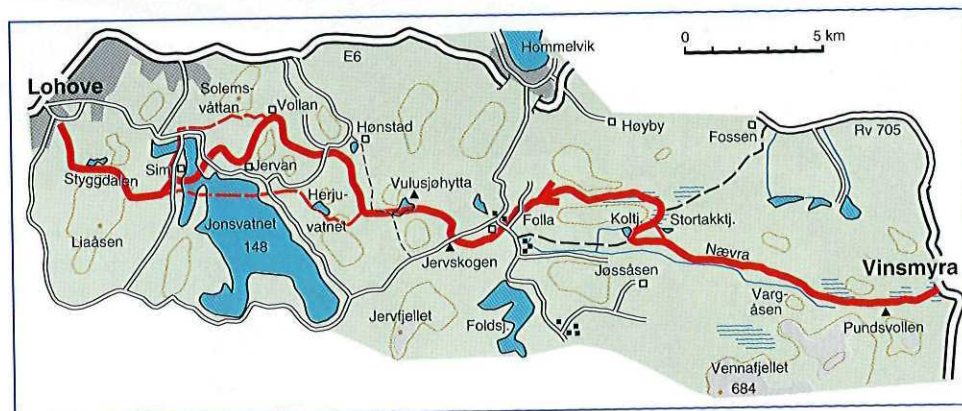 E6
Hommelvik
0 5 km
Lohove
Solems-
våttan
Vollan
Hønstad
Høyby
Fossen
Rv 705
Styggdalen
Sim
Jervan
Herju-
vatnet
Vulusjøhytta
Liaåsen
Jonsvatnet
148
Jervskogen
Folla
Koltj.
Stortakktj.
Nævra
Vinsmyra
Jøssåsen
Jervfjellet
Foldsj.
Varg-
åsen
Pundsvollen
Vennafjellet
684